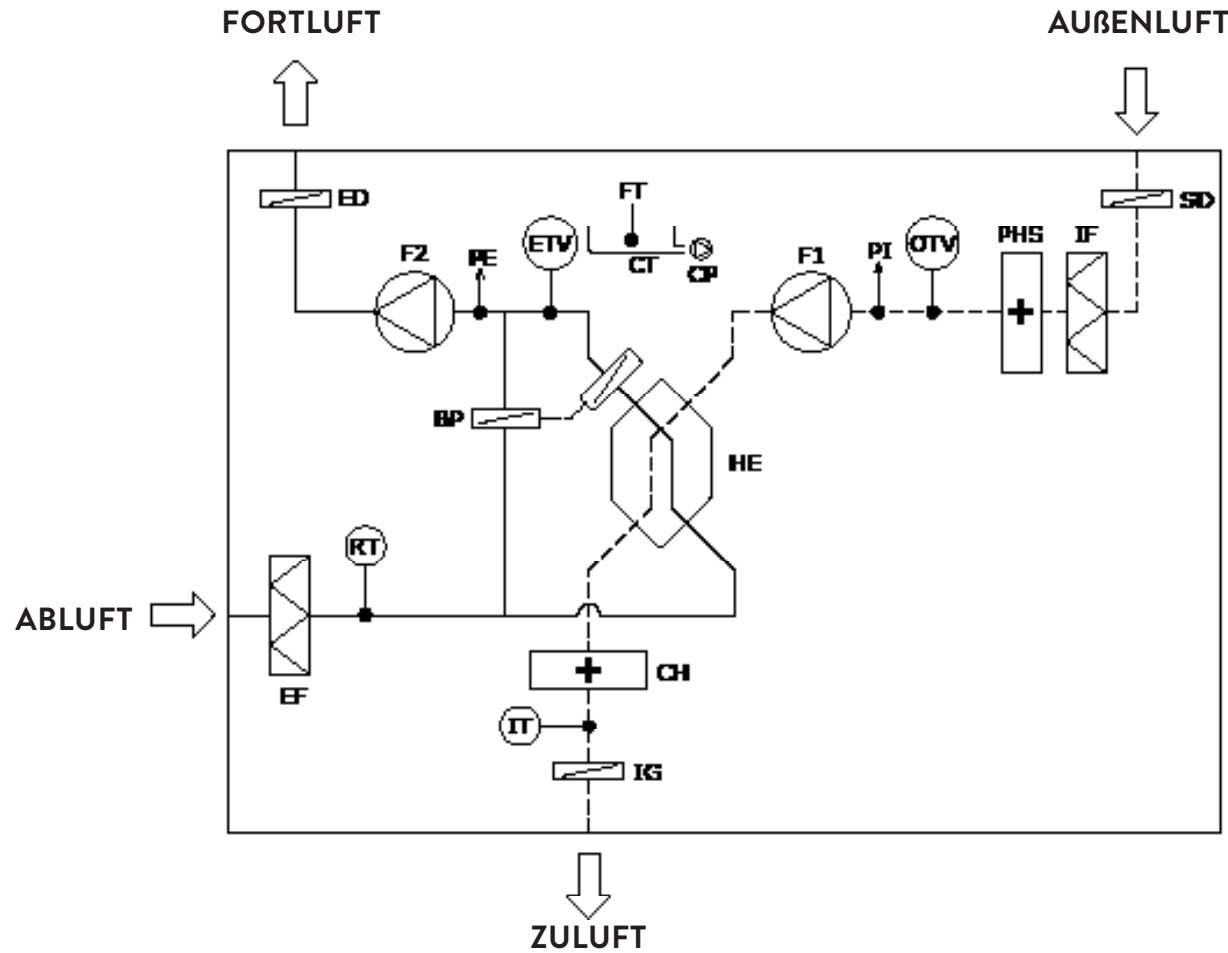 FORTLUFT AUßENLUFT
ED FT SD
F2 PE ETV CT CP F1 PI OTV PHS IF
BP HE
RT
ABLUFT
EF CH
IT
IG
ZULUFT